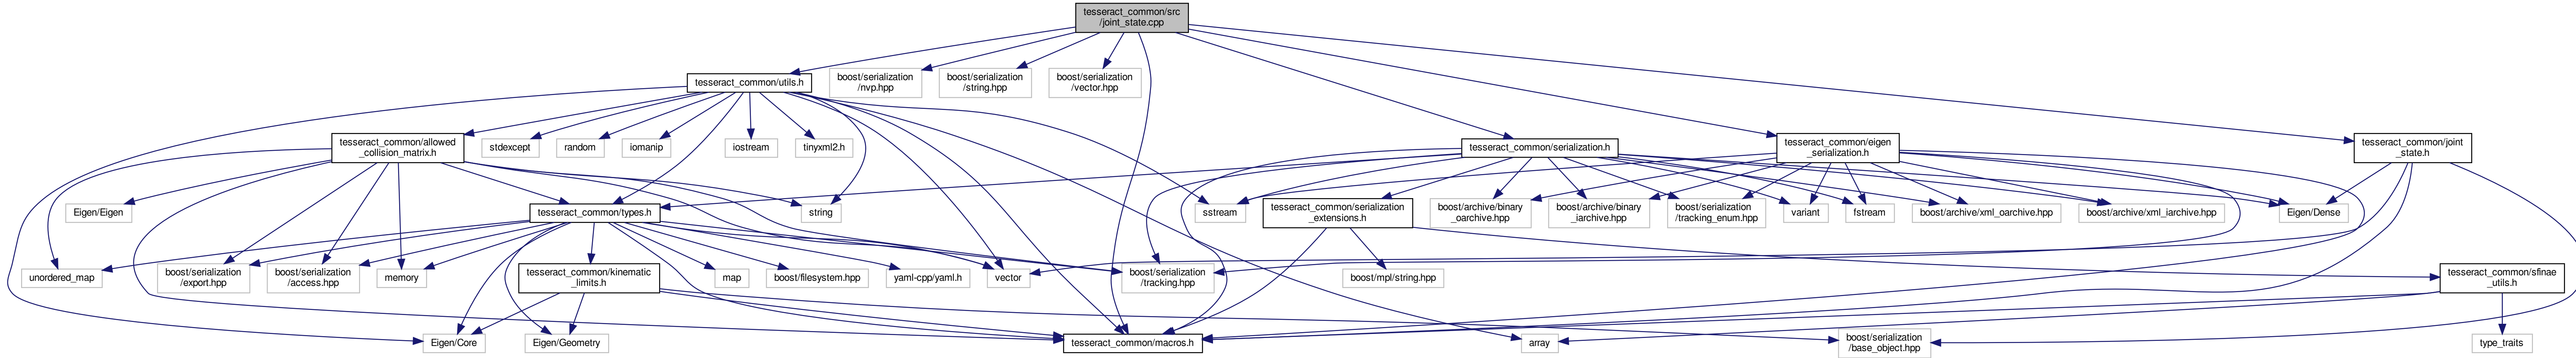 tesseract_common/src
/joint_state.cpp
tesseract_common/utils.h
boost/serialization
/nvp.hpp
boost/serialization
/string.hpp
boost/serialization
/vector.hpp
tesseract_common/allowed
_collision_matrix.h
stdexcept
random
iomanip
iostream
tinyxml2.h
tesseract_common/serialization.h
tesseract_common/eigen
_serialization.h
tesseract_common/joint
_state.h
Eigen/Eigen
tesseract_common/types.h
string
sstream
tesseract_common/serialization
_extensions.h
boost/archive/binary
_oarchive.hpp
boost/archive/binary
_iarchive.hpp
boost/serialization
/tracking_enum.hpp
variant
fstream
boost/archive/xml_oarchive.hpp
boost/archive/xml_iarchive.hpp
Eigen/Dense
unordered_map
boost/serialization
/export.hpp
boost/serialization
/access.hpp
memory
tesseract_common/kinematic
_limits.h
map
boost/filesystem.hpp
yaml-cpp/yaml.h
vector
boost/serialization
/tracking.hpp
boost/mpl/string.hpp
tesseract_common/sfinae
_utils.h
Eigen/Core
Eigen/Geometry
tesseract_common/macros.h
array
boost/serialization
/base_object.hpp
type_traits